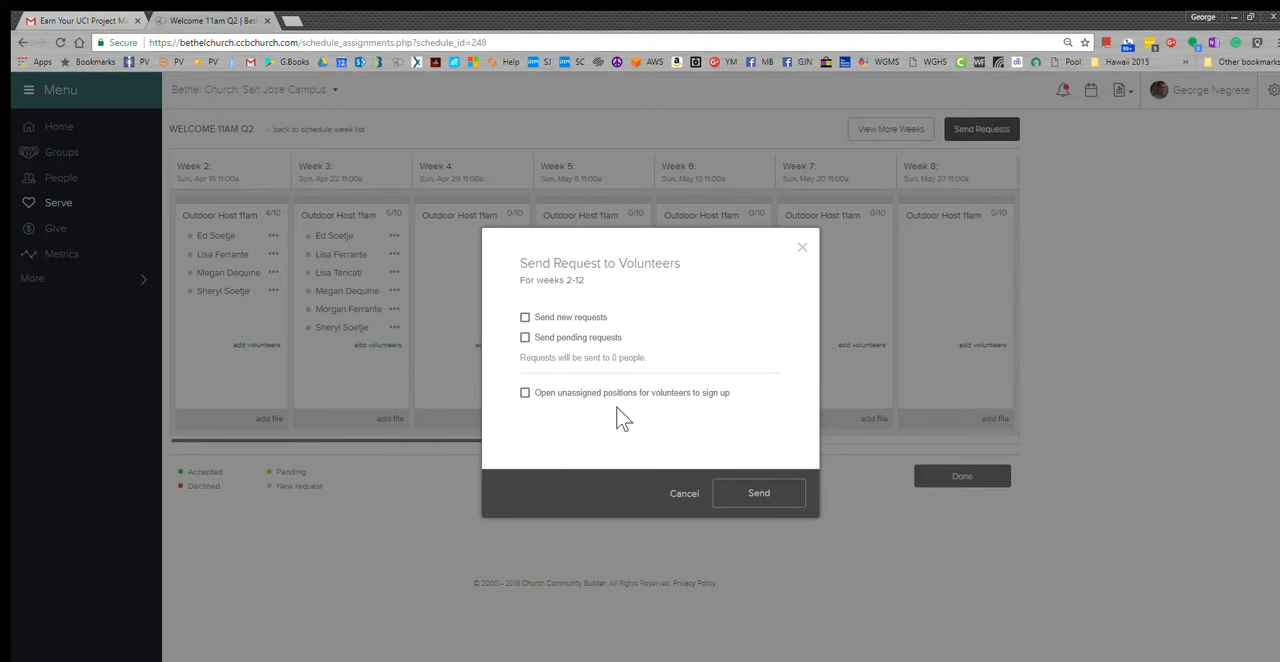 Earn Your UCI Project Ma
Welcome 11am Q2 | Bet
George
Secure https://bethelchurch.ccbchurch.com/schedule_assignments.php?schedule_id=248
Apps Bookmarks PV PV PV G.Books SJ Help SJ SC AWS YM MB GJN WGMS WGHS Pool Hawaii 2015 » Other bookmarks
Menu
Bethel Church: San Jose Campus
George Negrete
Home
Groups
People
Serve
Give
Metrics
More
WELCOME 11AM Q2 ‹ back to schedule week list
View More Weeks
Send Requests
Week 2:
Sun, Apr 15 11:00a
Week 3:
Sun, Apr 22 11:00a
Week 4:
Sun, Apr 29 11:00a
Week 5:
Sun, May 6 11:00a
Week 6:
Sun, May 13 11:00a
Week 7:
Sun, May 20 11:00a
Week 8:
Sun, May 27 11:00a
Outdoor Host 11am 4/10
Ed Soetje
Lisa Ferrante
Megan Dequine
Sheryl Soetje
add volunteers
add file
Outdoor Host 11am 6/10
Ed Soetje
Lisa Ferrante
Lisa Tencati
Megan Dequine
Morgan Ferrante
Sheryl Soetje
add volunteers
add file
Outdoor Host 11am 0/10
Outdoor Host 11am 0/10
Outdoor Host 11am 0/10
Outdoor Host 11am 0/10
add volunteers
add file
Outdoor Host 11am 0/10
add volunteers
add file
Send Request to Volunteers
For weeks 2-12
Send new requests
Send pending requests
Requests will be sent to 0 people.
Open unassigned positions for volunteers to sign up
Cancel
Send
Accepted
Pending
Declined
New request
Done
© 2000 – 2018 Church Community Builder. All Rights Reserved. Privacy Policy